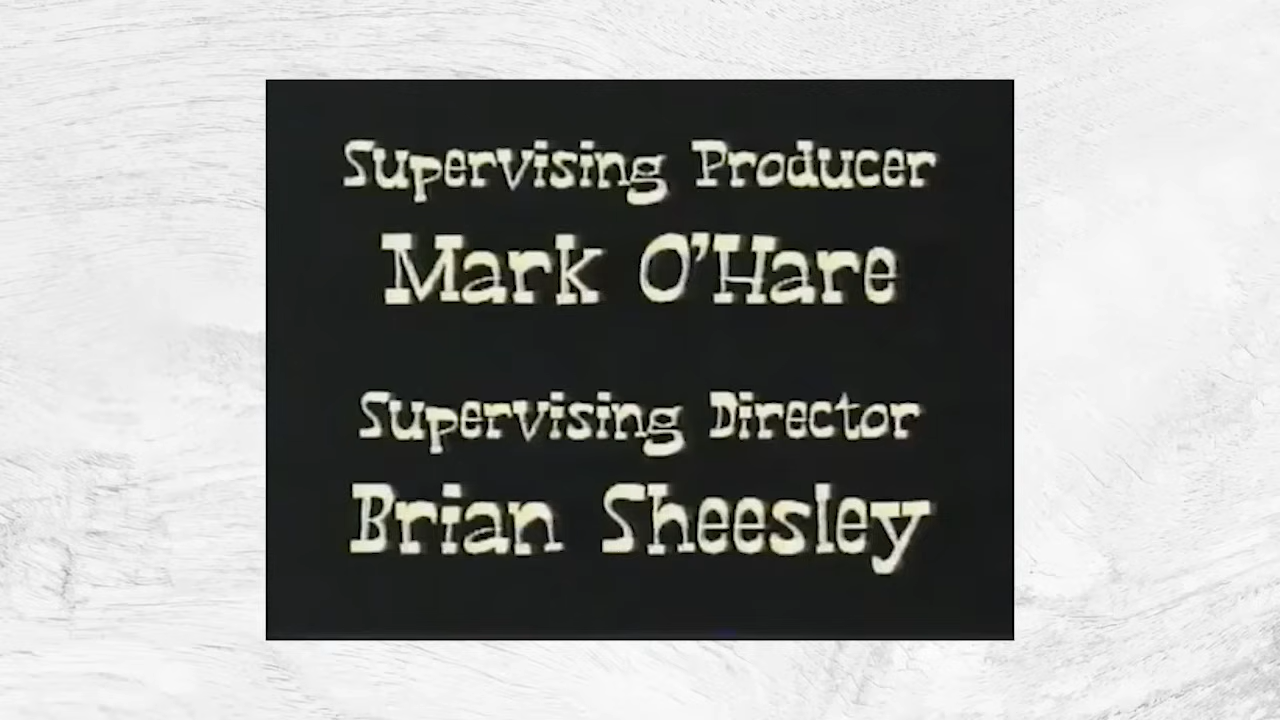 Supervising Producer
Mark O'Hare
Supervising Director
Brian Sheesley